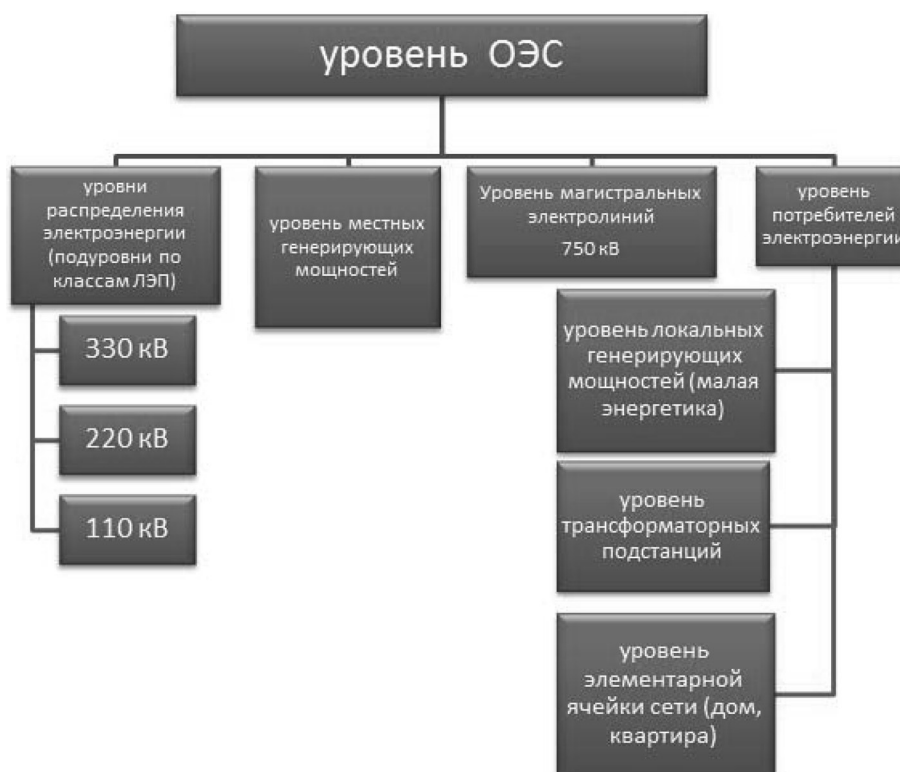 уровень ОЭС
уровни
распределения
электроэнергии
(подуровни по
классам ЛЭП)
330 кВ
220 кВ
110 кВ
уровень местных
генерирующих
мощностей
Уровень магистральных
электролиний
750 кВ
уровень
потребителей
электроэнергии
уровень локальных
генерирующих
мощностей (малая
энергетика)
уровень
трансформаторных
подстанций
уровень
элементарной
ячейки сети (дом,
квартира)